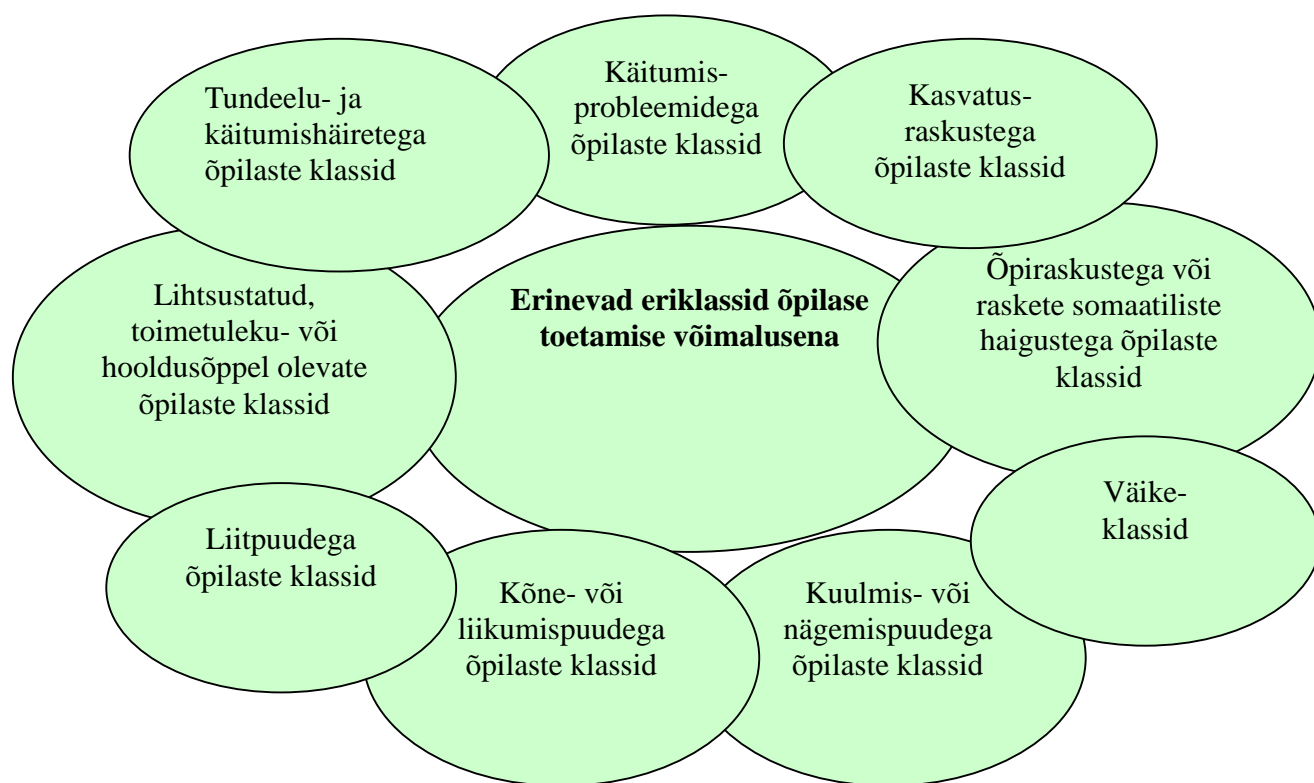 Tundeelu- ja
käitumishäiretega
õpilaste klassid
Käitumis-
probleemidega
õpilaste klassid
Kasvatus-
raskustega
õpilaste klassid
Lihtsustatud,
toimetuleku- või
hooldusõppel olevate
õpilaste klassid
Erinevad eriklassid õpilase
toetamise võimalusena
Õpiraskustega või
raskete somaatiliste
haigustega õpilaste
klassid
Liitpuudega
õpilaste klassid
Kõne- või
liikumispuudega
õpilaste klassid
Kuulmis- või
nägemispuudega
õpilaste klassid
Väike-
klassid